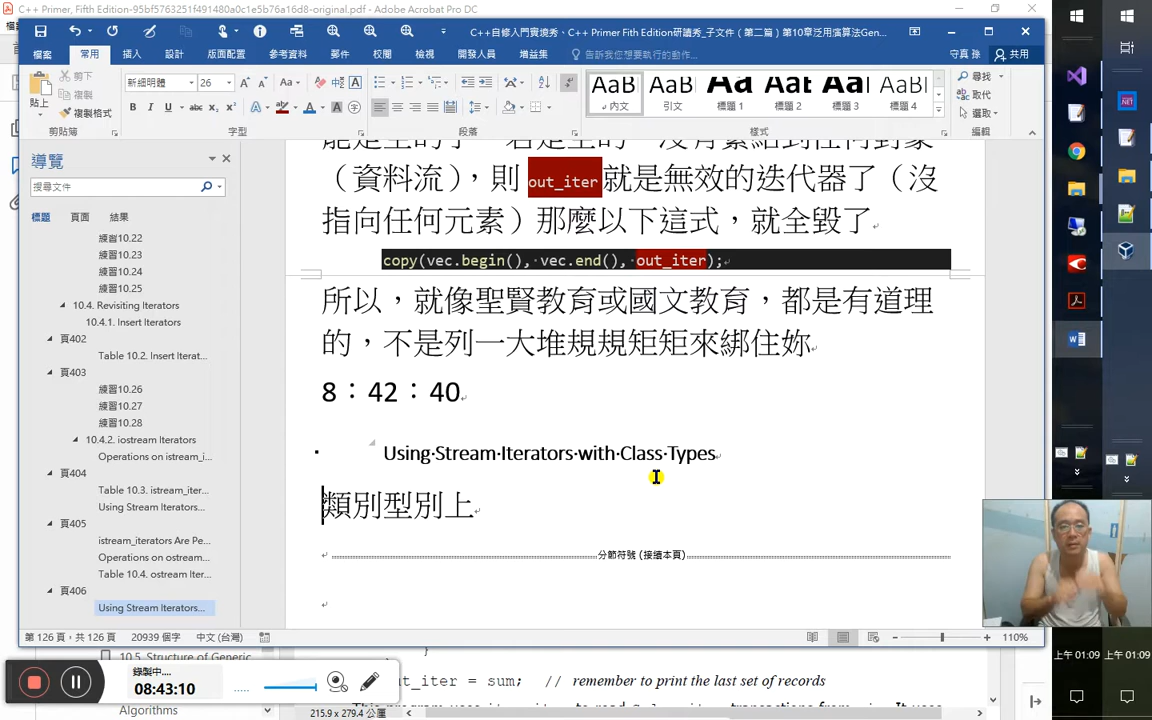 C++ Primer, Fifth Edition-95bf5763731481480a0c1e5b76a16d8-original.pdf - Adobe Acrobat Pro DC
C++自修入門實境秀、C++ Primer Fith Edition研讀秀_子文件（第二篇）第10章泛用演算法Gen...
檔案 常用 插入 設計 版面配置 參考資料 郵件 校閱 檢視 開發人員 增益集 告訴我您想要執行的動作... 守真 孫 共用
貼上 剪下 複製 複製格式
新細明體 26
AaB AaB AaB Aat AaB AaBl
內文 引文 標題 1 標題 2 標題 3 標題 4
尋找 取代 選取
剪貼簿 字型 段落 樣式 編輯
導覽
搜尋文件
標題 頁面 結果
練習10.22
練習10.23
練習10.24
練習10.25
10.4. Revisiting Iterators
10.4.1. Insert Iterators
頁402
Table 10.2. Insert Iterat...
頁403
練習10.26
練習10.27
練習10.28
10.4.2. iostream Iterators
Operations on istream_i...
頁404
Table 10.3. istream_iter...
Using Stream Iterators...
頁405
istream_iterators Are Pe...
Operations on ostream...
Table 10.4. ostream Iter...
頁406
Using Stream Iterators...
（資料流），則 out_iter 就是無效的迭代器了（沒
指向任何元素）那麼以下這式，就全毀了
copy(vec.begin(), vec.end(), out_iter);
所以，就像聖賢教育或國文教育，都是有道理
的，不是列一大堆規規矩矩來綁住妳
8：42：40
Using Stream Iterators with Class Types
類別型別上
分節符號 (接續本頁)
第 126 頁，共 126 頁 20939 個字 中文 (台灣) 110%
錄製中...
08:43:10
10.5. Structure of Generic
Algorithms
}
= sum; // remember to print the last set of records
215.9 x 279.4 公釐
上午 01:09 上午 01:09